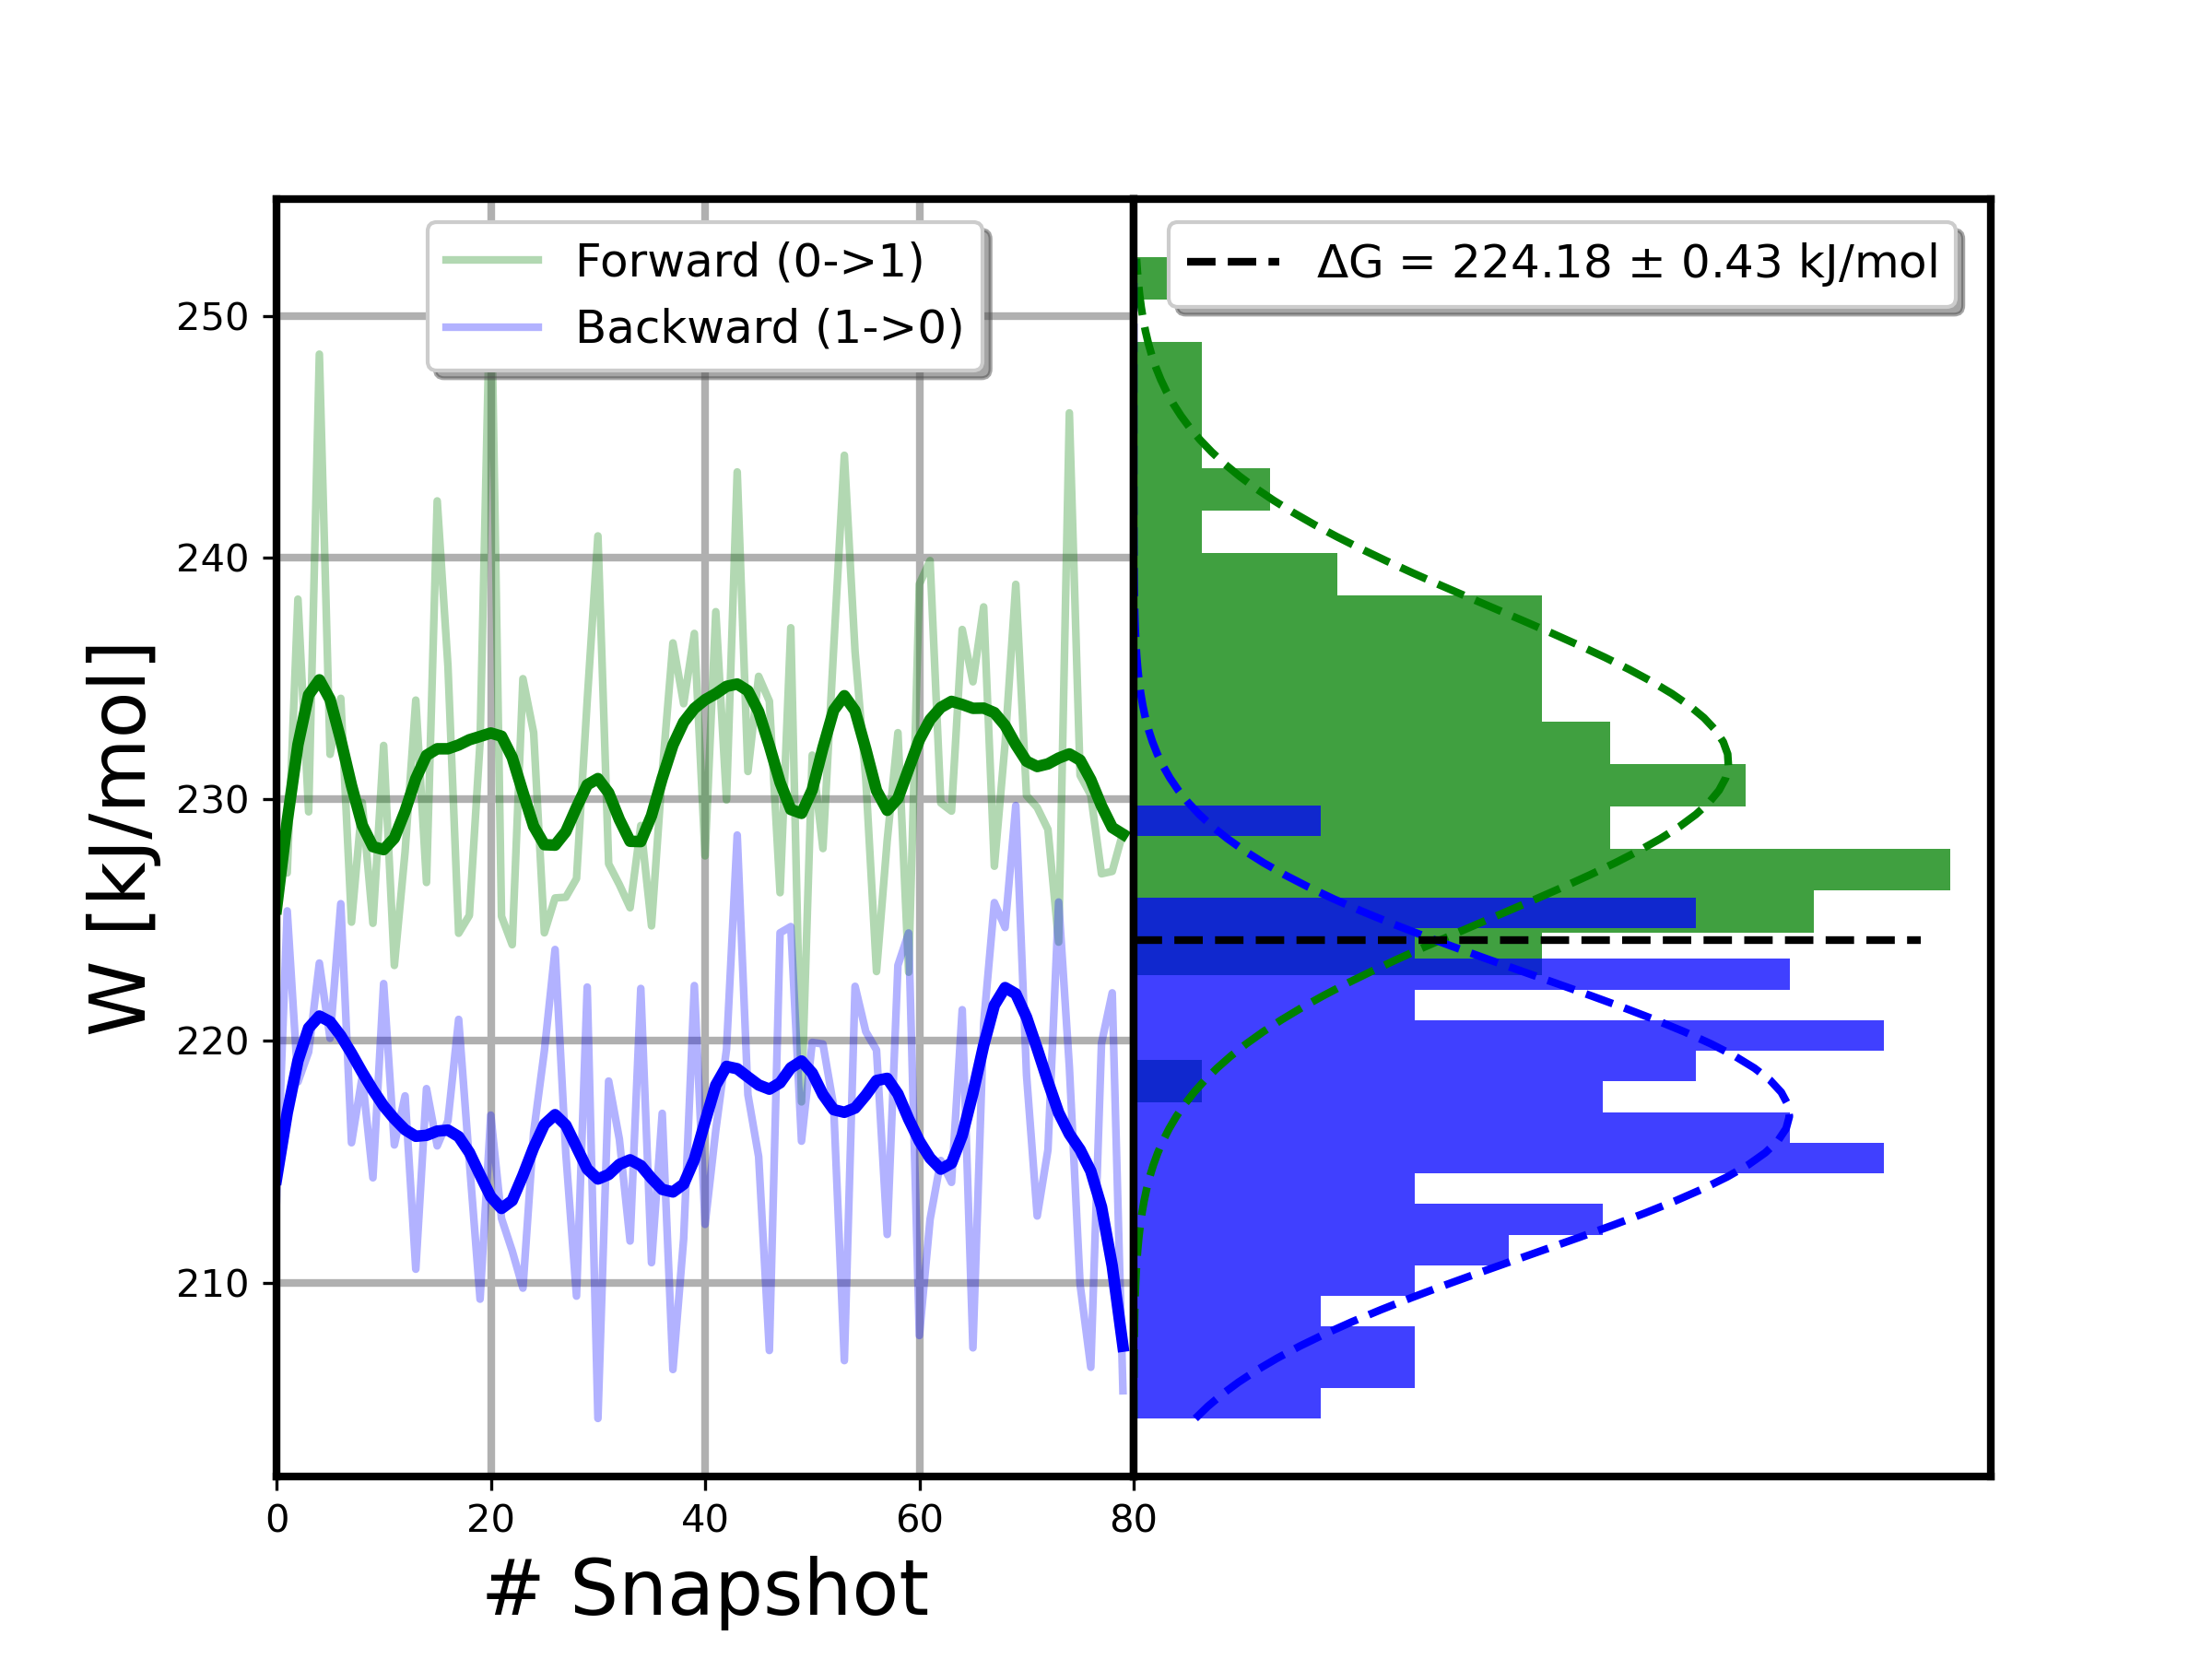 Forward (0->1)
Backward (1->0)
ΔG = 224.18 ± 0.43 kJ/mol
W [kJ/mol]
250
240
230
220
210
0 20 40 60 80
# Snapshot